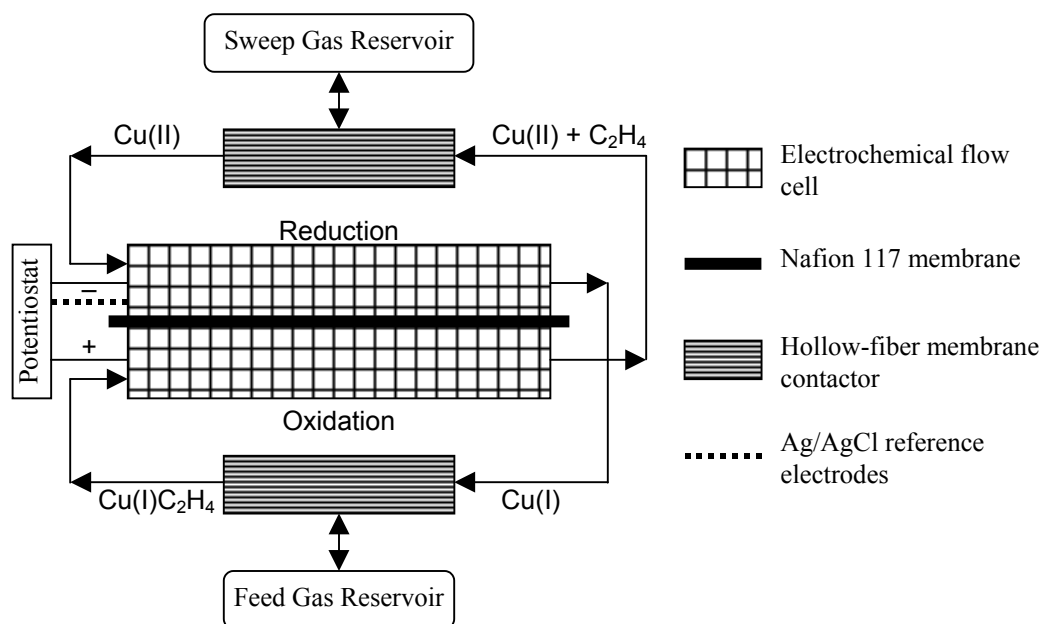 Sweep Gas Reservoir
Cu(II)
Cu(II) + C₂H₄
Reduction
Potentiostat
–
+
Oxidation
Cu(I)C₂H₄
Cu(I)
Feed Gas Reservoir
Electrochemical flow
cell
Nafion 117 membrane
Hollow-fiber membrane
contactor
Ag/AgCl reference
electrodes